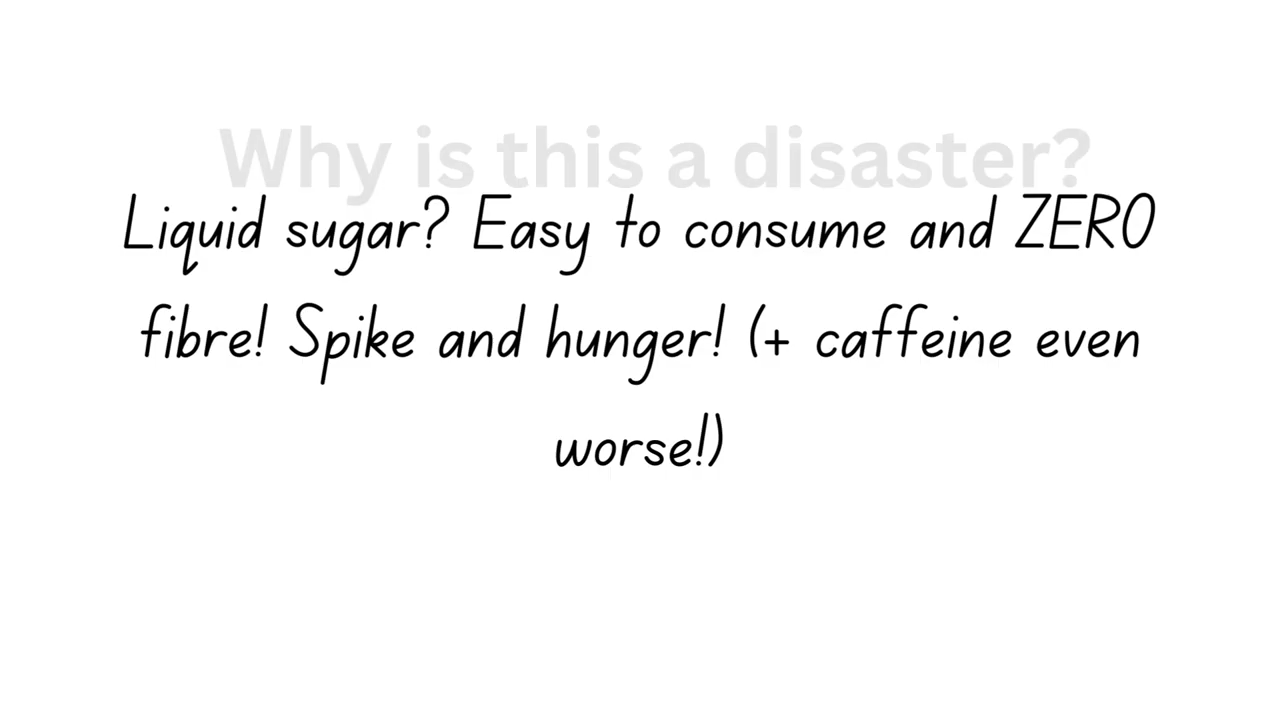 Why is this a disaster?
Liquid sugar? Easy to consume and ZERO
fibre! Spike and hunger! (+ caffeine even
worse!)